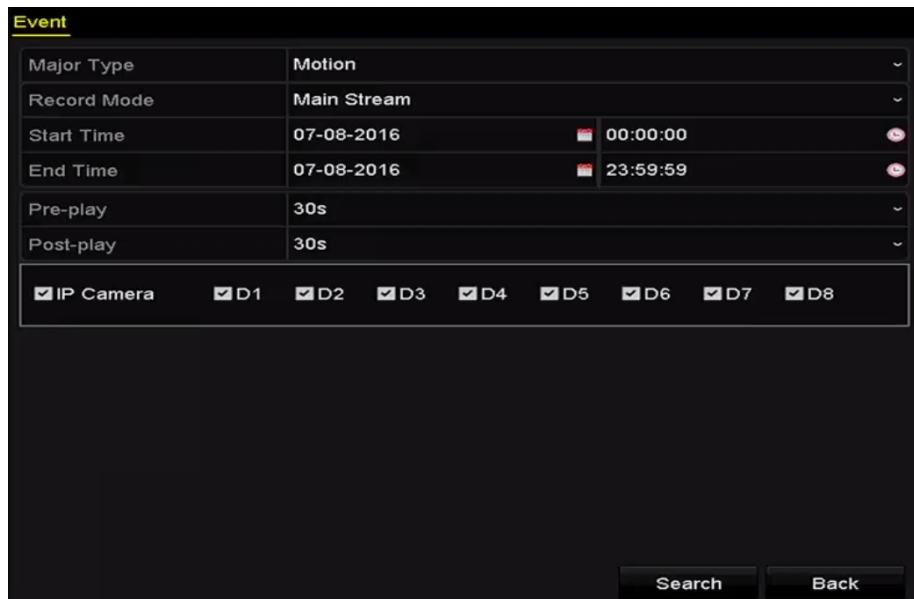 Event
Major Type Motion
Record Mode Main Stream
Start Time 07-08-2016 00:00:00
End Time 07-08-2016 23:59:59
Pre-play 30s
Post-play 30s
IP Camera D1 D2 D3 D4 D5 D6 D7 D8
Search Back